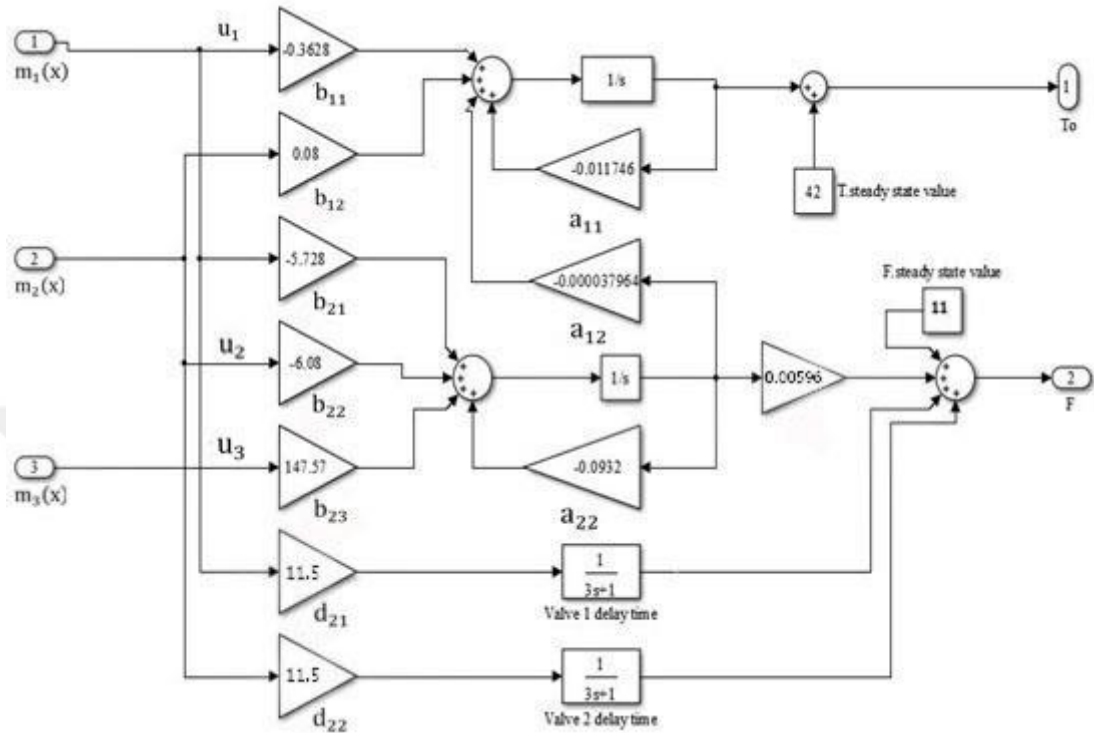 1
m₁(x)
u₁
-0.3628
b₁₁
1/s
1
To
0.08
b₁₂
-0.011746
a₁₁
42
T.steady state value
2
m₂(x)
-5.728
b₂₁
-0.000037964
a₁₂
F.steady state value
11
u₂
-6.08
b₂₂
1/s
0.00596
2
F
3
m₃(x)
u₃
147.57
b₂₃
-0.0932
a₂₂
11.5
d₂₁
1
3s+1
Valve 1 delay time
11.5
d₂₂
1
3s+1
Valve 2 delay time